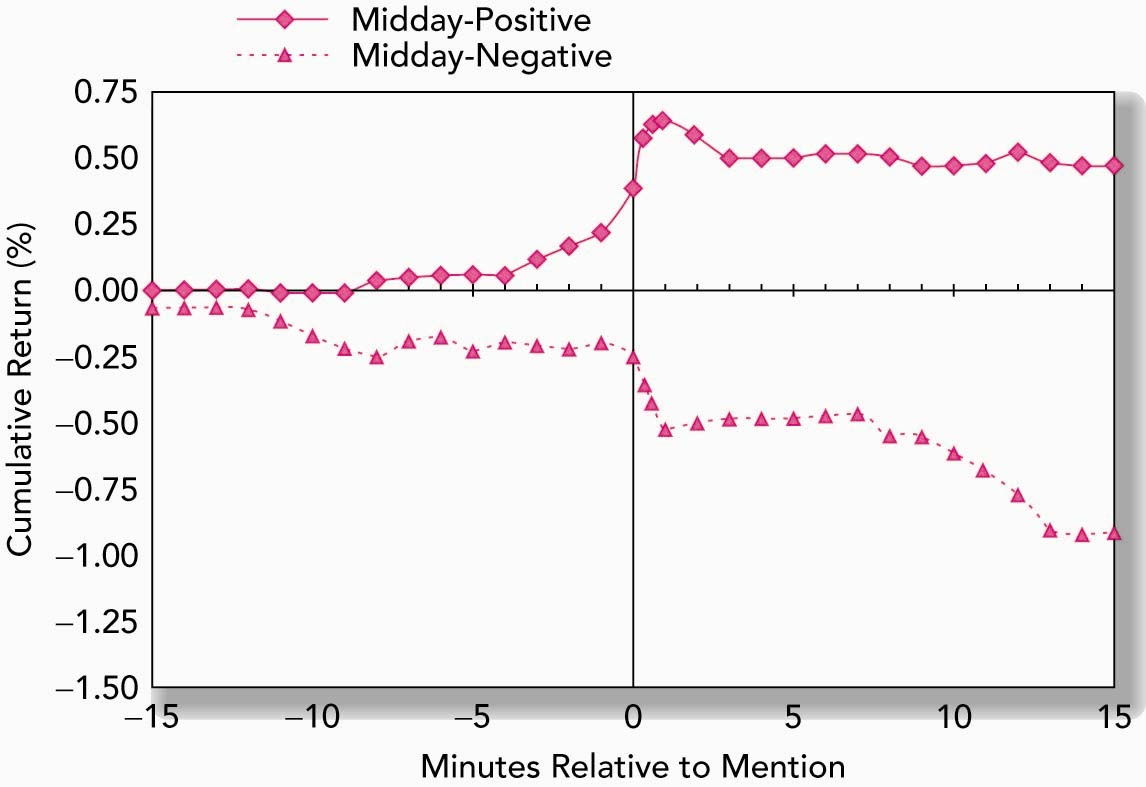 Midday-Positive
Midday-Negative
0.75
0.50
0.25
0.00
–0.25
–0.50
–0.75
–1.00
–1.25
–1.50
Cumulative Return (%)
–15 –10 –5 0 5 10 15
Minutes Relative to Mention